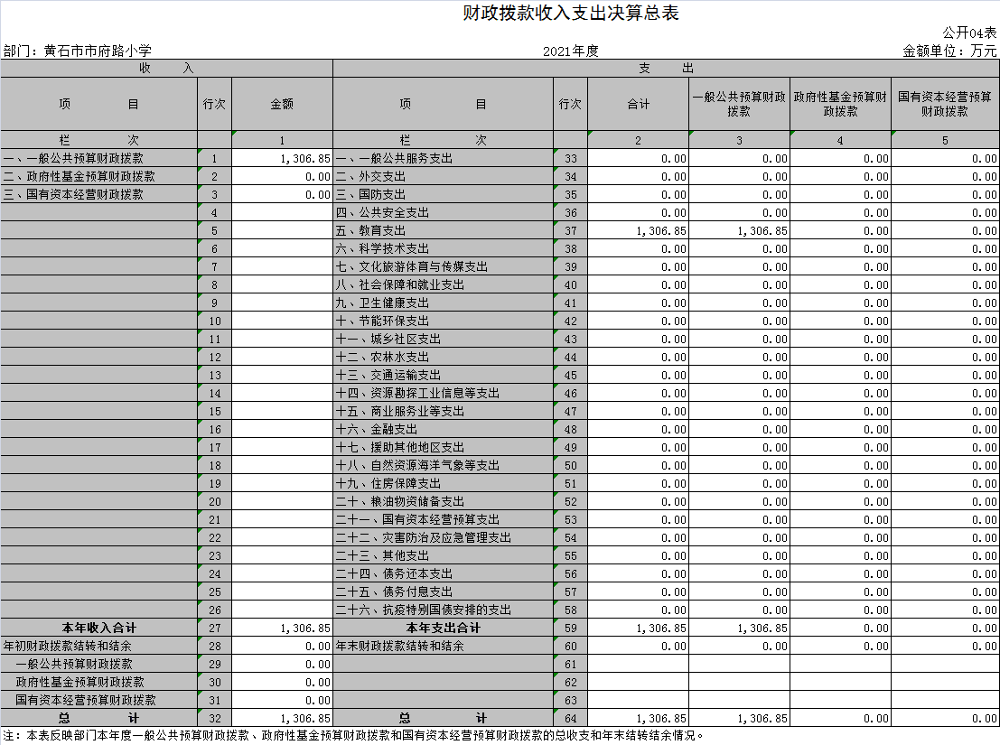 财政拨款收入支出决算总表
公开04表
部门：黄石市市府路小学 2021年度 金额单位：万元
收 入 支 出
项 目 行次 金额 项 目 行次 合计 一般公共预算财政拨款 政府性基金预算财政拨款 国有资本经营预算财政拨款
栏 次 1 栏 次 2 3 4 5
一、一般公共预算财政拨款 1 1,306.85 一、一般公共服务支出 33 0.00 0.00 0.00 0.00
二、政府性基金预算财政拨款 2 0.00 二、外交支出 34 0.00 0.00 0.00 0.00
三、国有资本经营财政拨款 3 0.00 三、国防支出 35 0.00 0.00 0.00 0.00
4 四、公共安全支出 36 0.00 0.00 0.00 0.00
5 五、教育支出 37 1,306.85 1,306.85 0.00 0.00
6 六、科学技术支出 38 0.00 0.00 0.00 0.00
7 七、文化旅游体育与传媒支出 39 0.00 0.00 0.00 0.00
8 八、社会保障和就业支出 40 0.00 0.00 0.00 0.00
9 九、卫生健康支出 41 0.00 0.00 0.00 0.00
10 十、节能环保支出 42 0.00 0.00 0.00 0.00
11 十一、城乡社区支出 43 0.00 0.00 0.00 0.00
12 十二、农林水支出 44 0.00 0.00 0.00 0.00
13 十三、交通运输支出 45 0.00 0.00 0.00 0.00
14 十四、资源勘探工业信息等支出 46 0.00 0.00 0.00 0.00
15 十五、商业服务业等支出 47 0.00 0.00 0.00 0.00
16 十六、金融支出 48 0.00 0.00 0.00 0.00
17 十七、援助其他地区支出 49 0.00 0.00 0.00 0.00
18 十八、自然资源海洋气象等支出 50 0.00 0.00 0.00 0.00
19 十九、住房保障支出 51 0.00 0.00 0.00 0.00
20 二十、粮油物资储备支出 52 0.00 0.00 0.00 0.00
21 二十一、国有资本经营预算支出 53 0.00 0.00 0.00 0.00
22 二十二、灾害防治及应急管理支出 54 0.00 0.00 0.00 0.00
23 二十三、其他支出 55 0.00 0.00 0.00 0.00
24 二十四、债务还本支出 56 0.00 0.00 0.00 0.00
25 二十五、债务付息支出 57 0.00 0.00 0.00 0.00
26 二十六、抗疫特别国债安排的支出 58 0.00 0.00 0.00 0.00
本年收入合计 27 1,306.85 本年支出合计 59 1,306.85 1,306.85 0.00 0.00
年初财政拨款结转和结余 28 0.00 年末财政拨款结转和结余 60 0.00 0.00 0.00 0.00
一般公共预算财政拨款 29 0.00 61
政府性基金预算财政拨款 30 0.00 62
国有资本经营预算财政拨款 31 0.00 63
总 计 32 1,306.85 总 计 64 1,306.85 1,306.85 0.00 0.00
注：本表反映部门本年度一般公共预算财政拨款、政府性基金预算财政拨款和国有资本经营预算财政拨款的总收支和年末结转结余情况。